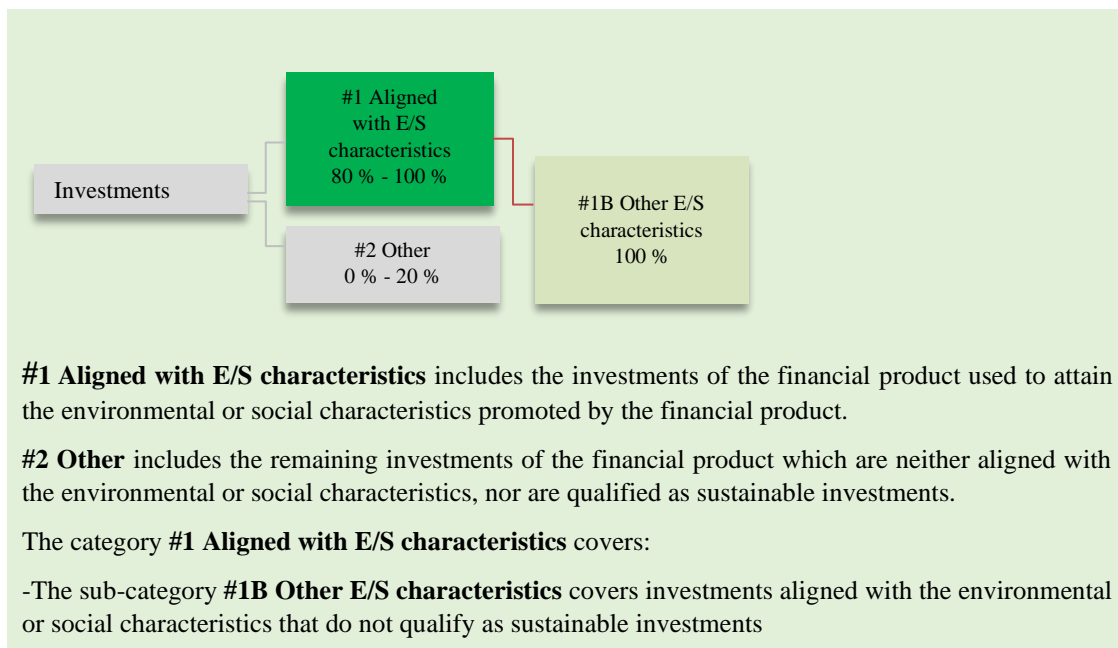 #1 Aligned
with E/S
characteristics
80 % - 100 %
Investments
#1B Other E/S
characteristics
100 %
#2 Other
0 % - 20 %
#1 Aligned with E/S characteristics includes the investments of the financial product used to attain
the environmental or social characteristics promoted by the financial product.
#2 Other includes the remaining investments of the financial product which are neither aligned with
the environmental or social characteristics, nor are qualified as sustainable investments.
The category #1 Aligned with E/S characteristics covers:
-The sub-category #1B Other E/S characteristics covers investments aligned with the environmental
or social characteristics that do not qualify as sustainable investments